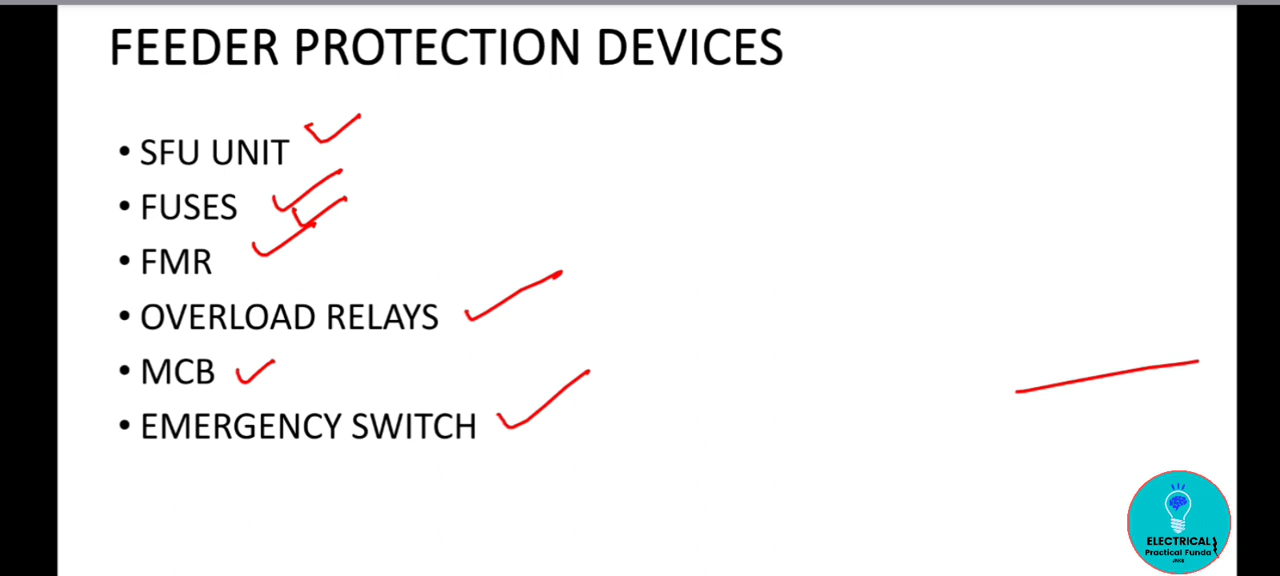 FEEDER PROTECTION DEVICES
• SFU UNIT
• FUSES
• FMR
• OVERLOAD RELAYS
• MCB
• EMERGENCY SWITCH
ELECTRICAL
Practical Funda